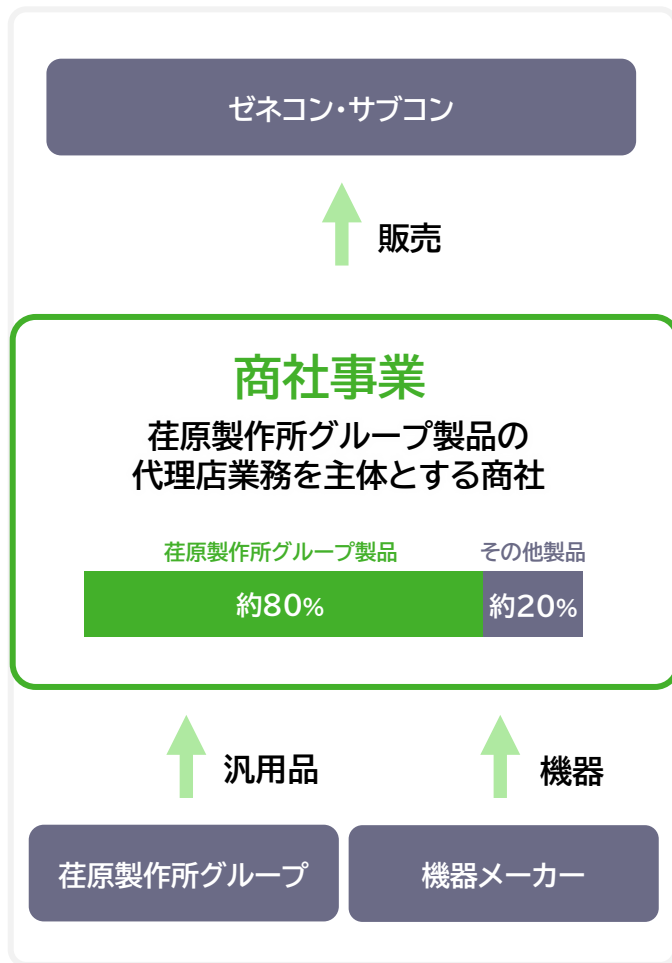 ゼネコン・サブコン
販売
商社事業
荏原製作所グループ製品の
代理店業務を主体とする商社
荏原製作所グループ製品 その他製品
約80% 約20%
汎用品 機器
荏原製作所グループ 機器メーカー